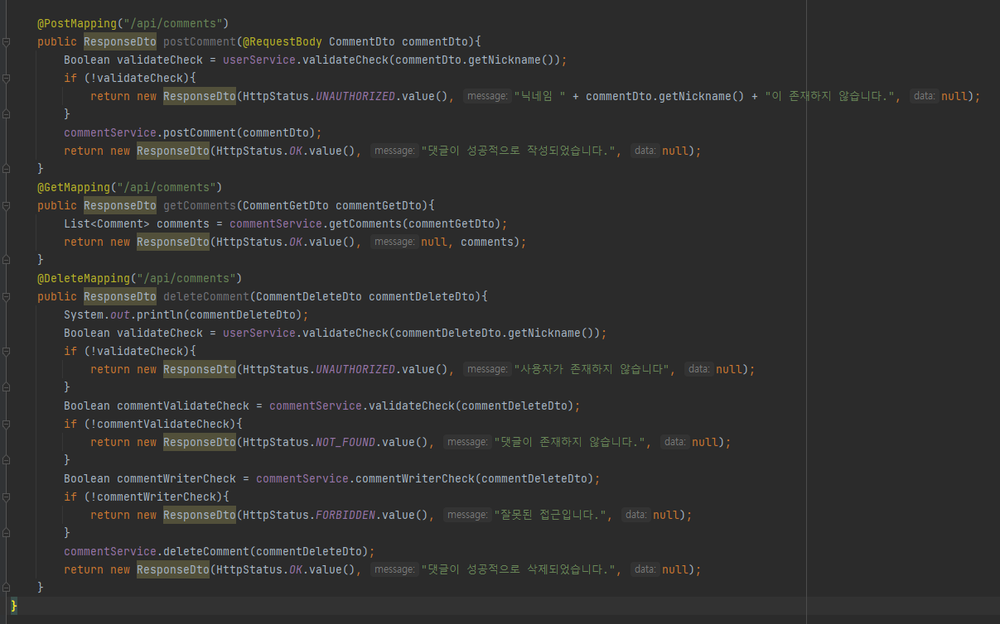 @PostMapping("/api/comments")
public ResponseDto postComment(@RequestBody CommentDto commentDto){
Boolean validateCheck = userService.validateCheck(commentDto.getNickname());
if (!validateCheck){
return new ResponseDto(HttpStatus.UNAUTHORIZED.value(), message: "닉네임 " + commentDto.getNickname() + "이 존재하지 않습니다.", data: null);
}
commentService.postComment(commentDto);
return new ResponseDto(HttpStatus.OK.value(), message: "댓글이 성공적으로 작성되었습니다.", data: null);
}
@GetMapping("/api/comments")
public ResponseDto getComments(CommentGetDto commentGetDto){
List<Comment> comments = commentService.getComments(commentGetDto);
return new ResponseDto(HttpStatus.OK.value(), message: null, comments);
}
@DeleteMapping("/api/comments")
public ResponseDto deleteComment(CommentDeleteDto commentDeleteDto){
System.out.println(commentDeleteDto);
Boolean validateCheck = userService.validateCheck(commentDeleteDto.getNickname());
if (!validateCheck){
return new ResponseDto(HttpStatus.UNAUTHORIZED.value(), message: "사용자가 존재하지 않습니다", data: null);
}
Boolean commentValidateCheck = commentService.validateCheck(commentDeleteDto);
if (!commentValidateCheck){
return new ResponseDto(HttpStatus.NOT_FOUND.value(), message: "댓글이 존재하지 않습니다.", data: null);
}
Boolean commentWriterCheck = commentService.commentWriterCheck(commentDeleteDto);
if (!commentWriterCheck){
return new ResponseDto(HttpStatus.FORBIDDEN.value(), message: "잘못된 접근입니다.", data: null);
}
commentService.deleteComment(commentDeleteDto);
return new ResponseDto(HttpStatus.OK.value(), message: "댓글이 성공적으로 삭제되었습니다.", data: null);
}
}